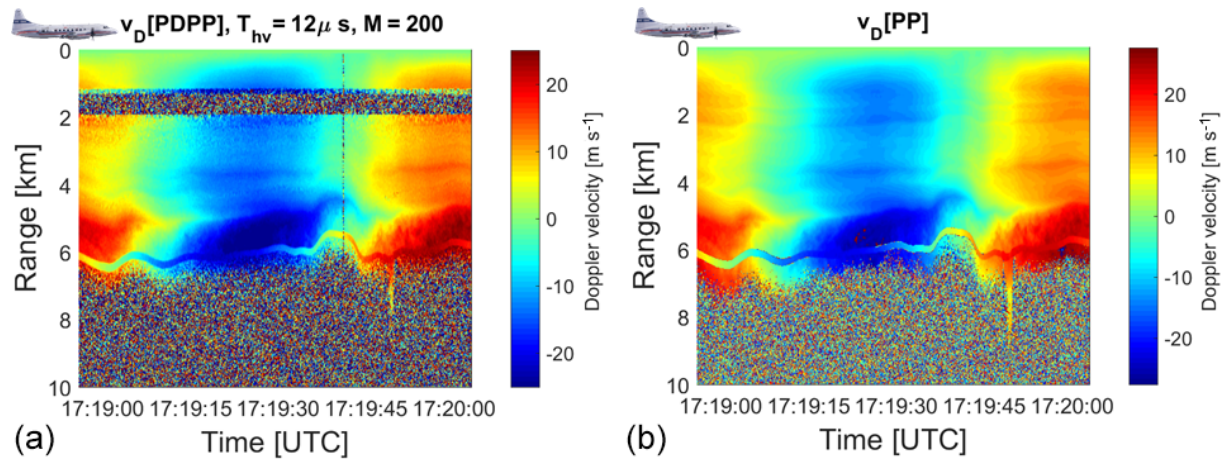 v_D[PDPP], T_hv = 12μ s, M = 200
0
2
4
6
8
10
Range [km]
17:19:00 17:19:15 17:19:30 17:19:45 17:20:00
Time [UTC]
20
10
0
-10
-20
Doppler velocity [m s⁻¹]
(a)
v_D[PP]
0
2
4
6
8
10
Range [km]
17:19:00 17:19:15 17:19:30 17:19:45 17:20:00
Time [UTC]
20
10
0
-10
-20
Doppler velocity [m s⁻¹]
(b)